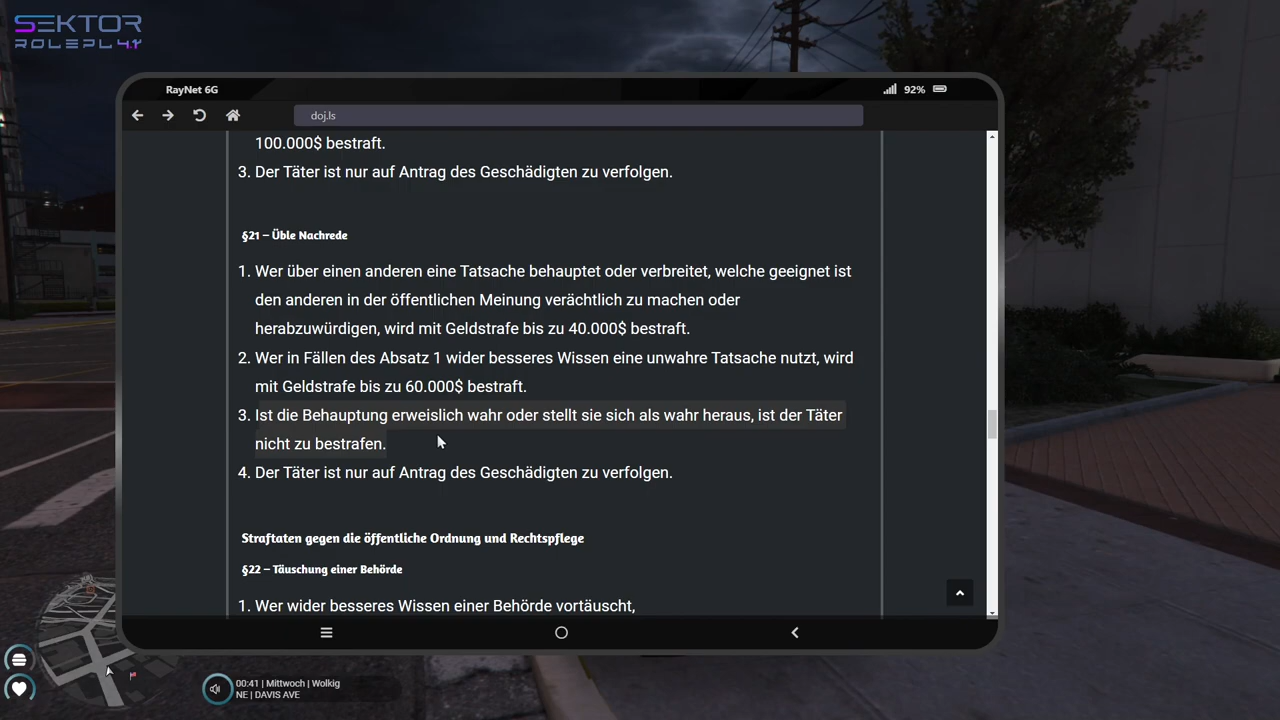 SEKTOR
ROLEPL4Y
RayNet 6G
92%
doj.ls
100.000$ bestraft.
3. Der Täter ist nur auf Antrag des Geschädigten zu verfolgen.
§21 – Üble Nachrede
1. Wer über einen anderen eine Tatsache behauptet oder verbreitet, welche geeignet ist
den anderen in der öffentlichen Meinung verächtlich zu machen oder
herabzuwürdigen, wird mit Geldstrafe bis zu 40.000$ bestraft.
2. Wer in Fällen des Absatz 1 wider besseres Wissen eine unwahre Tatsache nutzt, wird
mit Geldstrafe bis zu 60.000$ bestraft.
3. Ist die Behauptung erweislich wahr oder stellt sie sich als wahr heraus, ist der Täter
nicht zu bestrafen.
4. Der Täter ist nur auf Antrag des Geschädigten zu verfolgen.
Straftaten gegen die öffentliche Ordnung und Rechtspflege
§22 – Täuschung einer Behörde
1. Wer wider besseres Wissen einer Behörde vortäuscht,
00:41 | Mittwoch | Wolkig
NE | DAVIS AVE